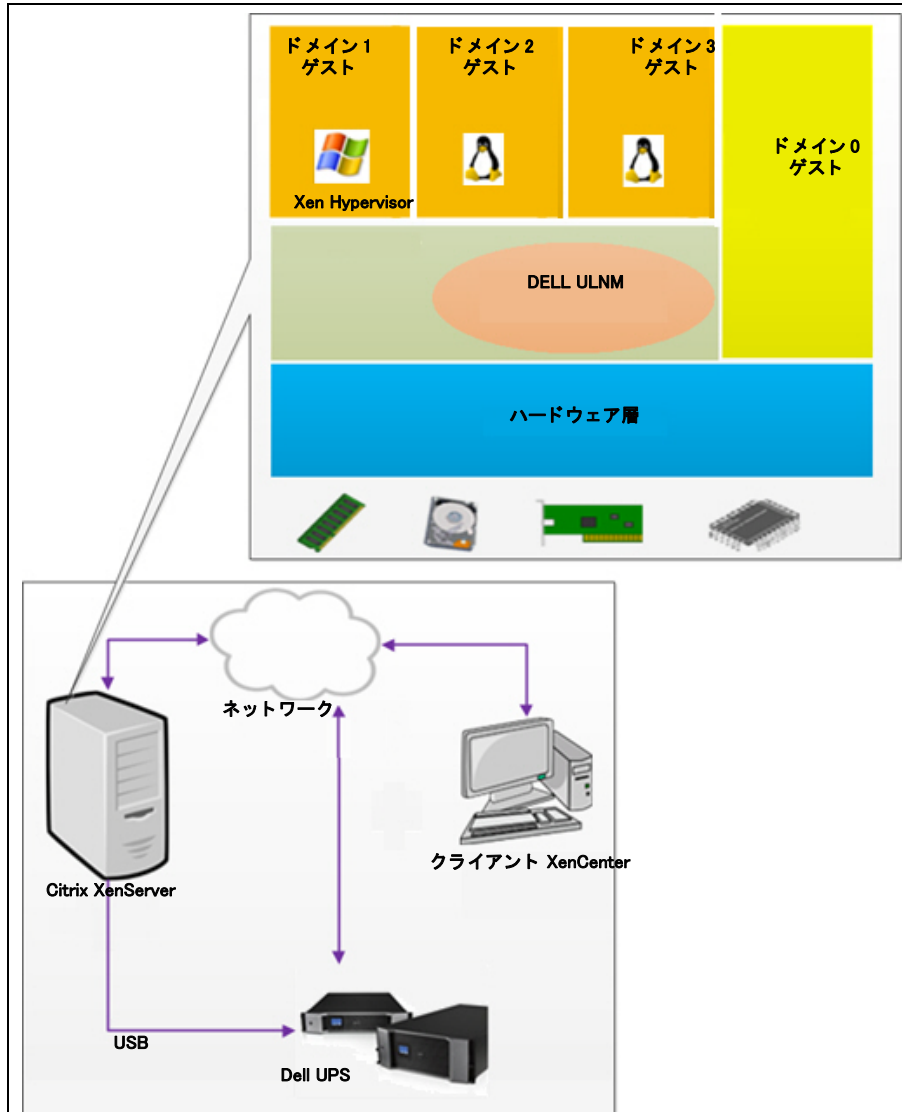 ドメイン 1
ゲスト
ドメイン 2
ゲスト
ドメイン 3
ゲスト
ドメイン 0
ゲスト
Xen Hypervisor
DELL ULNM
ハードウェア層
ネットワーク
クライアント XenCenter
Citrix XenServer
USB
Dell UPS